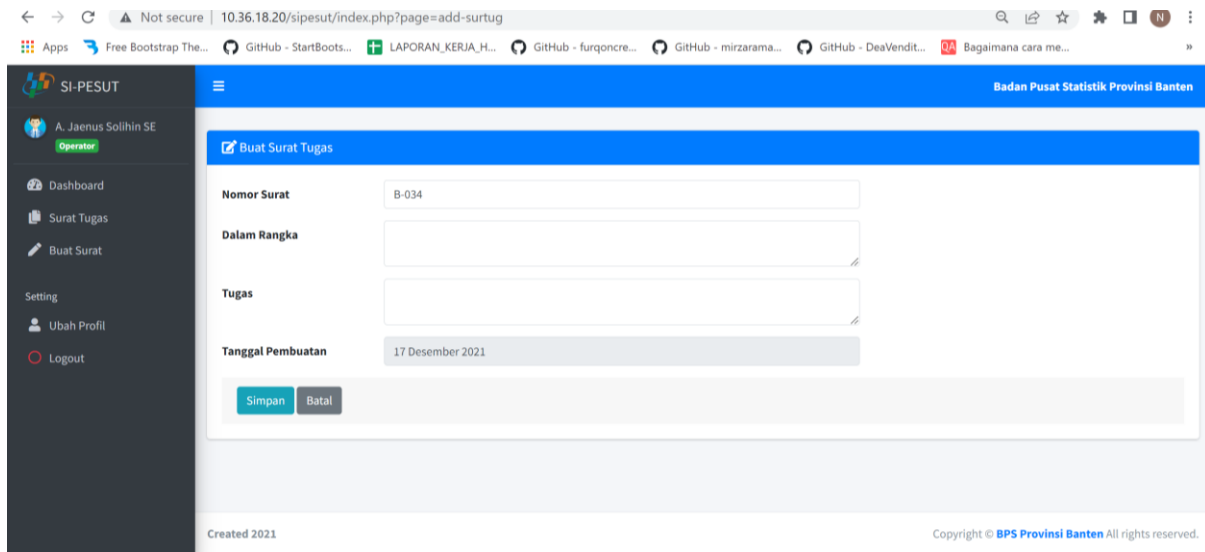 Not secure | 10.36.18.20/sipesut/index.php?page=add-surtug N
Apps Free Bootstrap The... GitHub - StartBoots... LAPORAN_KERJA_H... GitHub - furqoncre... GitHub - mirzarama... GitHub - DeaVendit... QA Bagaimana cara me... »
SI-PESUT Badan Pusat Statistik Provinsi Banten
A. Jaenus Solihin SE
Operator
Buat Surat Tugas
Dashboard
Surat Tugas
Buat Surat
Setting
Ubah Profil
Logout
Nomor Surat B-034
Dalam Rangka
Tugas
Tanggal Pembuatan 17 Desember 2021
Simpan Batal
Created 2021 Copyright © BPS Provinsi Banten All rights reserved.